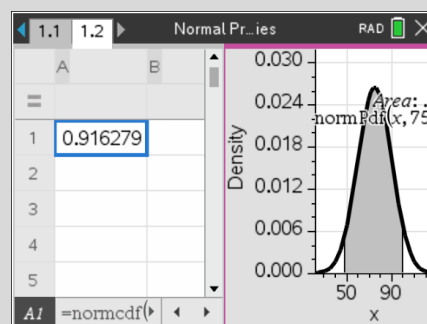 1.1 1.2 Normal Pr...ies RAD
A B
=
1 0.916279
2
3
4
5
A1 =normcdf(
0.030
0.024
0.018
0.012
0.006
0.000
Density
Area: .
normPdf(x,75
50 90
x